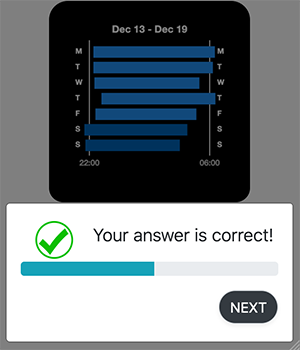 Dec 13 - Dec 19
M M
T T
W W
T T
F F
S S
S S
22:00 06:00
Your answer is correct!
NEXT